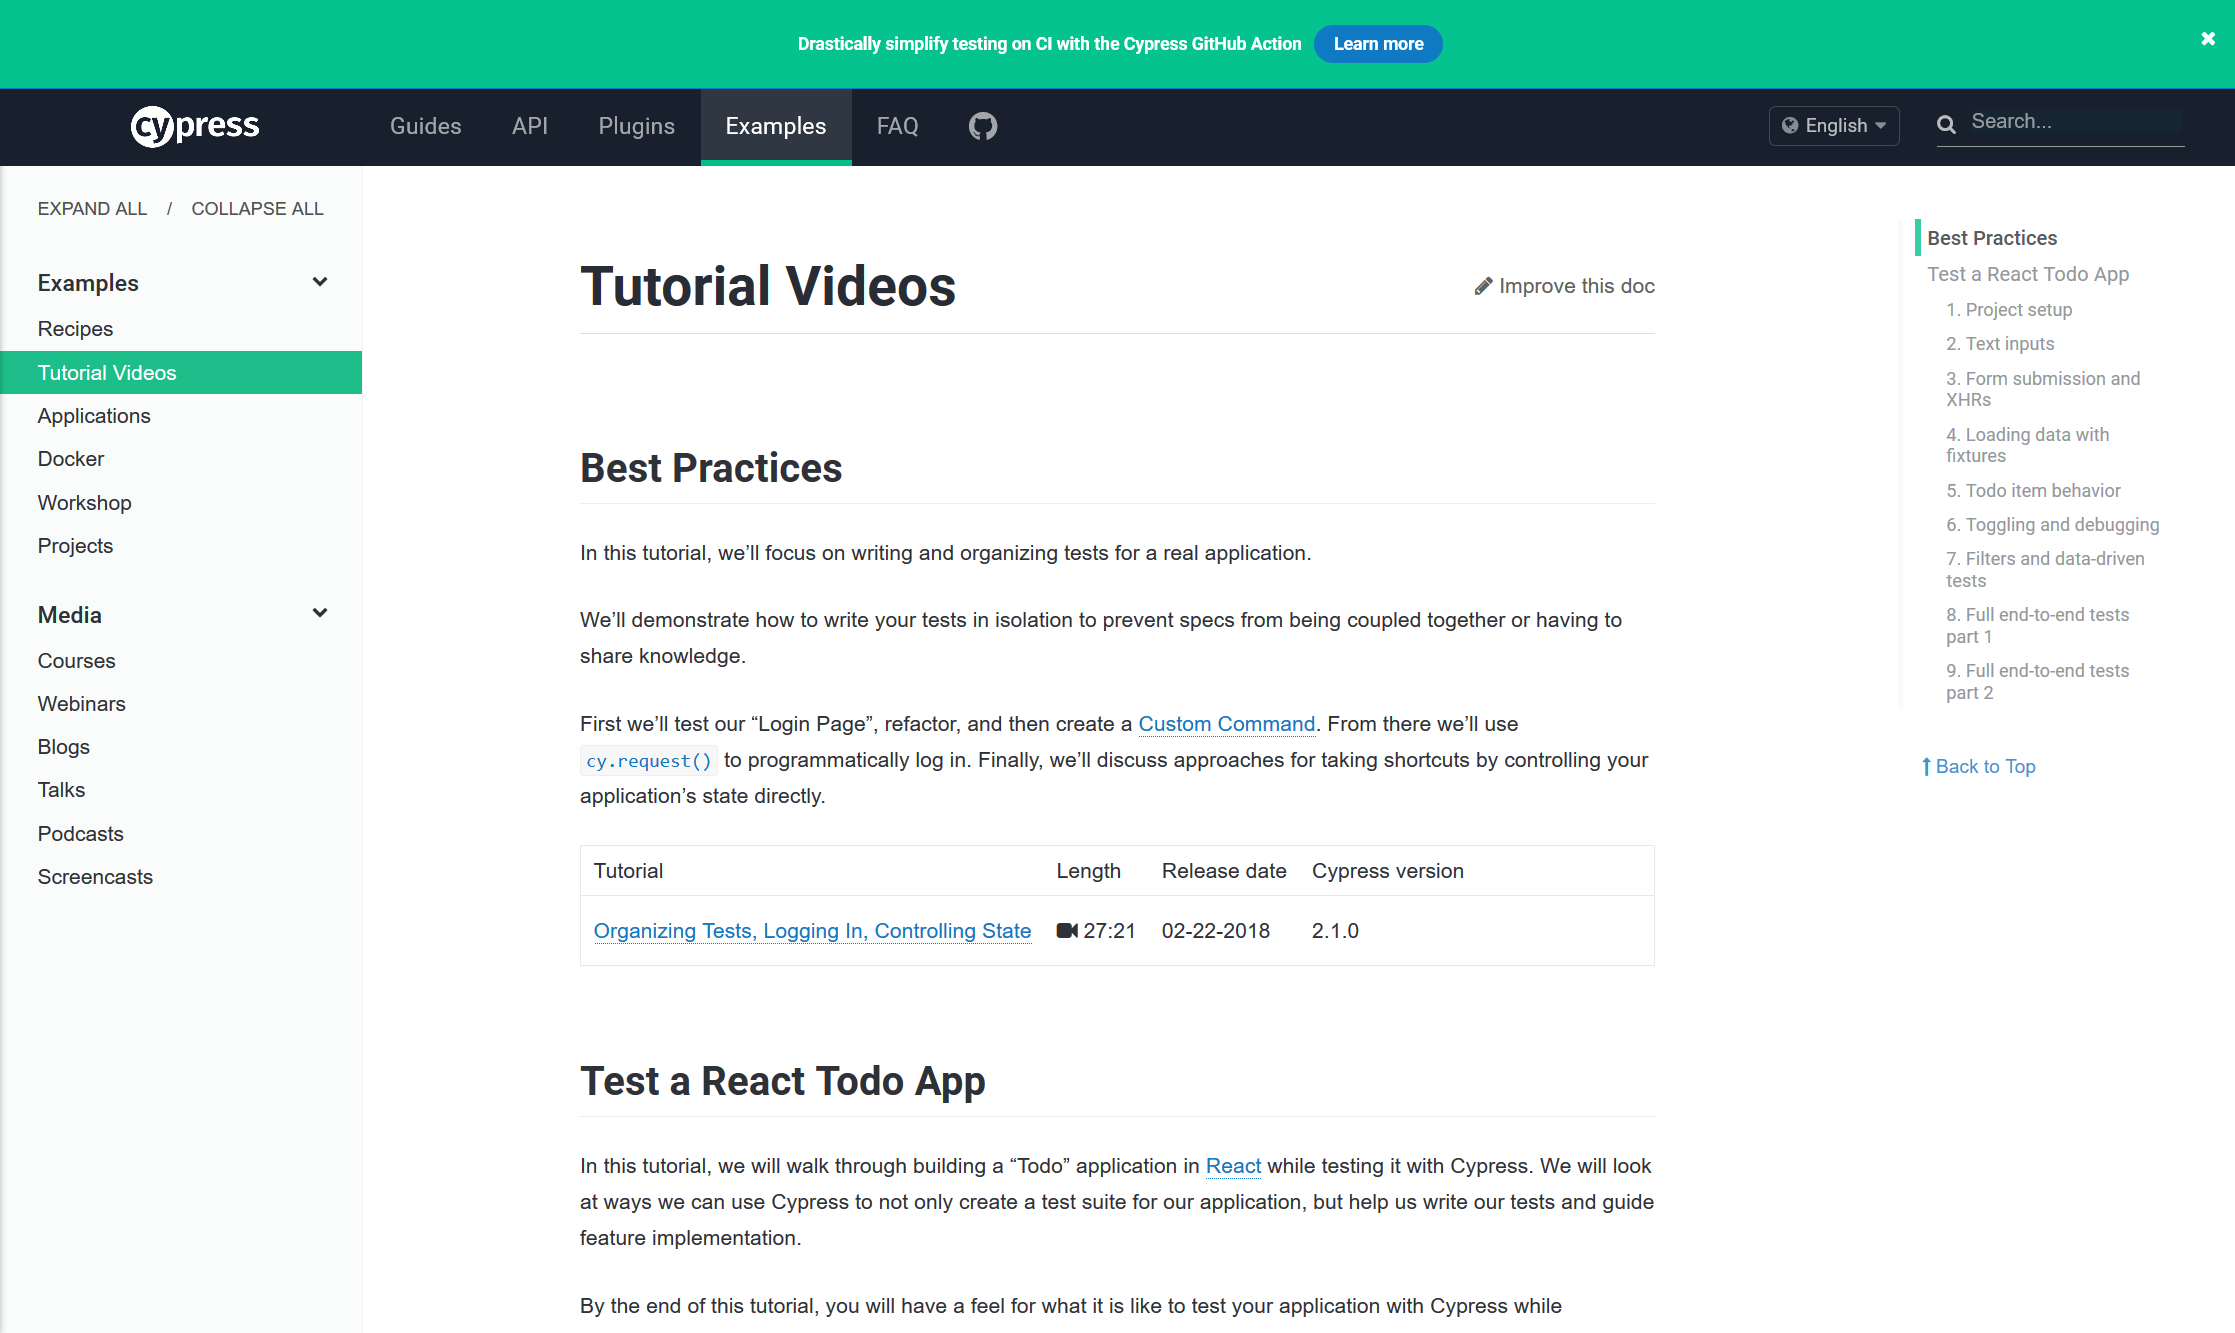 Drastically simplify testing on CI with the Cypress GitHub Action Learn more
cypress Guides API Plugins Examples FAQ English Search...
EXPAND ALL / COLLAPSE ALL
Examples
Recipes
Tutorial Videos
Applications
Docker
Workshop
Projects
Media
Courses
Webinars
Blogs
Talks
Podcasts
Screencasts
Tutorial Videos
Improve this doc
Best Practices
In this tutorial, we’ll focus on writing and organizing tests for a real application.
We’ll demonstrate how to write your tests in isolation to prevent specs from being coupled together or having to
share knowledge.
First we’ll test our “Login Page”, refactor, and then create a Custom Command. From there we’ll use
cy.request() to programmatically log in. Finally, we’ll discuss approaches for taking shortcuts by controlling your
application’s state directly.
Tutorial Length Release date Cypress version
Organizing Tests, Logging In, Controlling State 27:21 02-22-2018 2.1.0
Test a React Todo App
In this tutorial, we will walk through building a “Todo” application in React while testing it with Cypress. We will look
at ways we can use Cypress to not only create a test suite for our application, but help us write our tests and guide
feature implementation.
By the end of this tutorial, you will have a feel for what it is like to test your application with Cypress while
Best Practices
Test a React Todo App
1. Project setup
2. Text inputs
3. Form submission and
XHRs
4. Loading data with
fixtures
5. Todo item behavior
6. Toggling and debugging
7. Filters and data-driven
tests
8. Full end-to-end tests
part 1
9. Full end-to-end tests
part 2
Back to Top